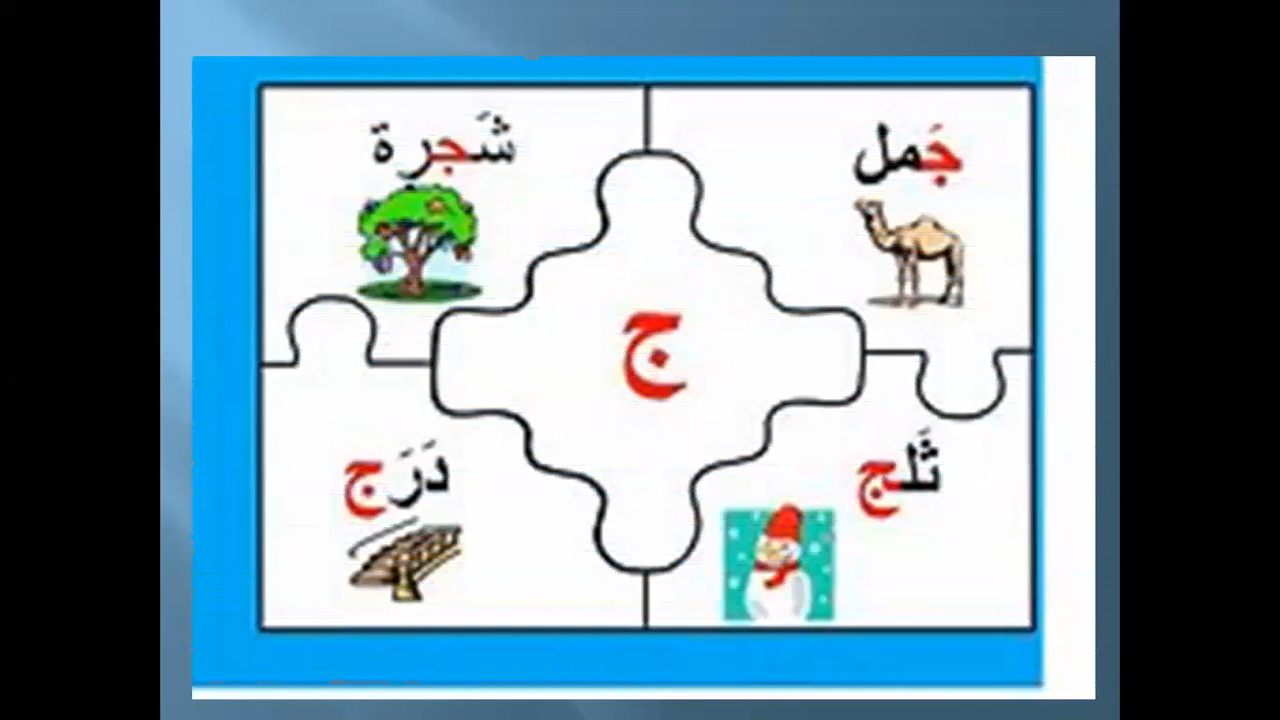 جَمل
شَجرة
ج
ثَلج
دَرَج